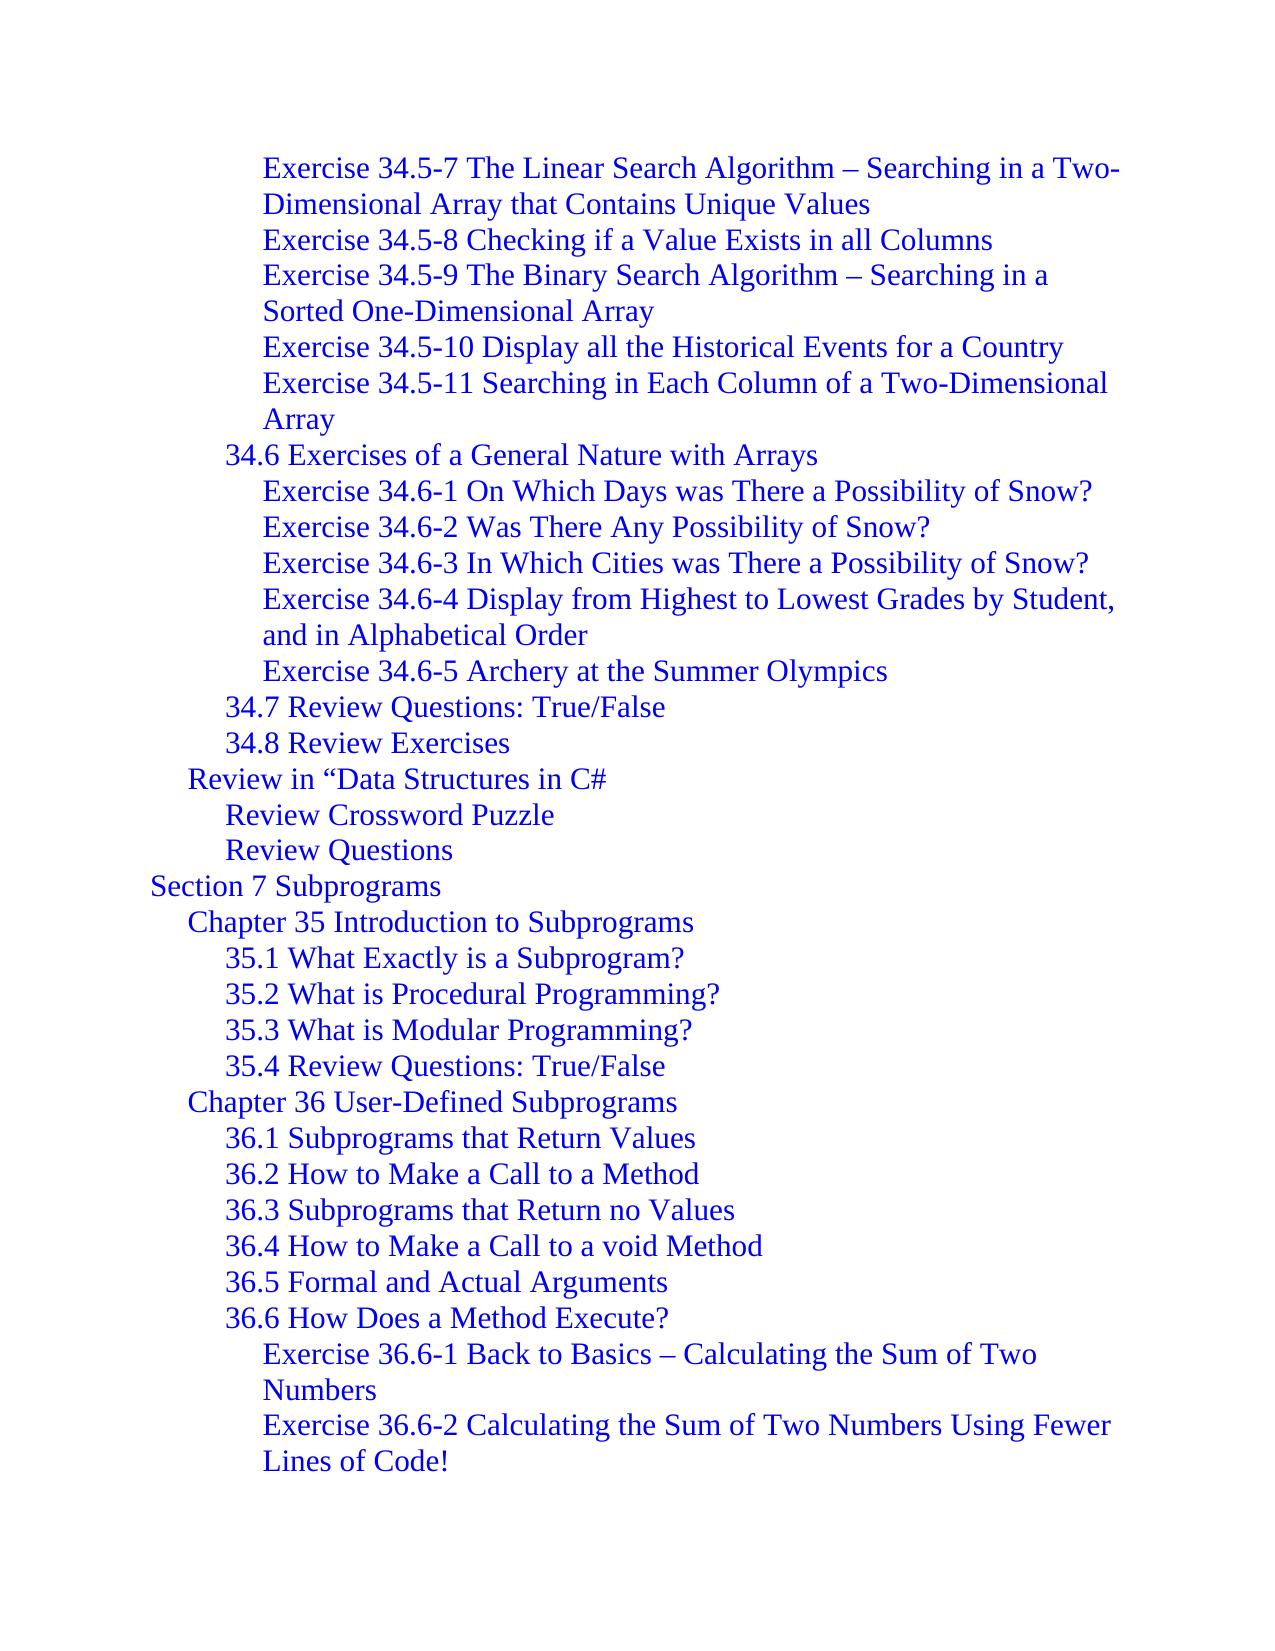 Exercise 34.5-7 The Linear Search Algorithm – Searching in a Two-
Dimensional Array that Contains Unique Values
Exercise 34.5-8 Checking if a Value Exists in all Columns
Exercise 34.5-9 The Binary Search Algorithm – Searching in a
Sorted One-Dimensional Array
Exercise 34.5-10 Display all the Historical Events for a Country
Exercise 34.5-11 Searching in Each Column of a Two-Dimensional
Array
34.6 Exercises of a General Nature with Arrays
Exercise 34.6-1 On Which Days was There a Possibility of Snow?
Exercise 34.6-2 Was There Any Possibility of Snow?
Exercise 34.6-3 In Which Cities was There a Possibility of Snow?
Exercise 34.6-4 Display from Highest to Lowest Grades by Student,
and in Alphabetical Order
Exercise 34.6-5 Archery at the Summer Olympics
34.7 Review Questions: True/False
34.8 Review Exercises
Review in “Data Structures in C#
Review Crossword Puzzle
Review Questions
Section 7 Subprograms
Chapter 35 Introduction to Subprograms
35.1 What Exactly is a Subprogram?
35.2 What is Procedural Programming?
35.3 What is Modular Programming?
35.4 Review Questions: True/False
Chapter 36 User-Defined Subprograms
36.1 Subprograms that Return Values
36.2 How to Make a Call to a Method
36.3 Subprograms that Return no Values
36.4 How to Make a Call to a void Method
36.5 Formal and Actual Arguments
36.6 How Does a Method Execute?
Exercise 36.6-1 Back to Basics – Calculating the Sum of Two
Numbers
Exercise 36.6-2 Calculating the Sum of Two Numbers Using Fewer
Lines of Code!